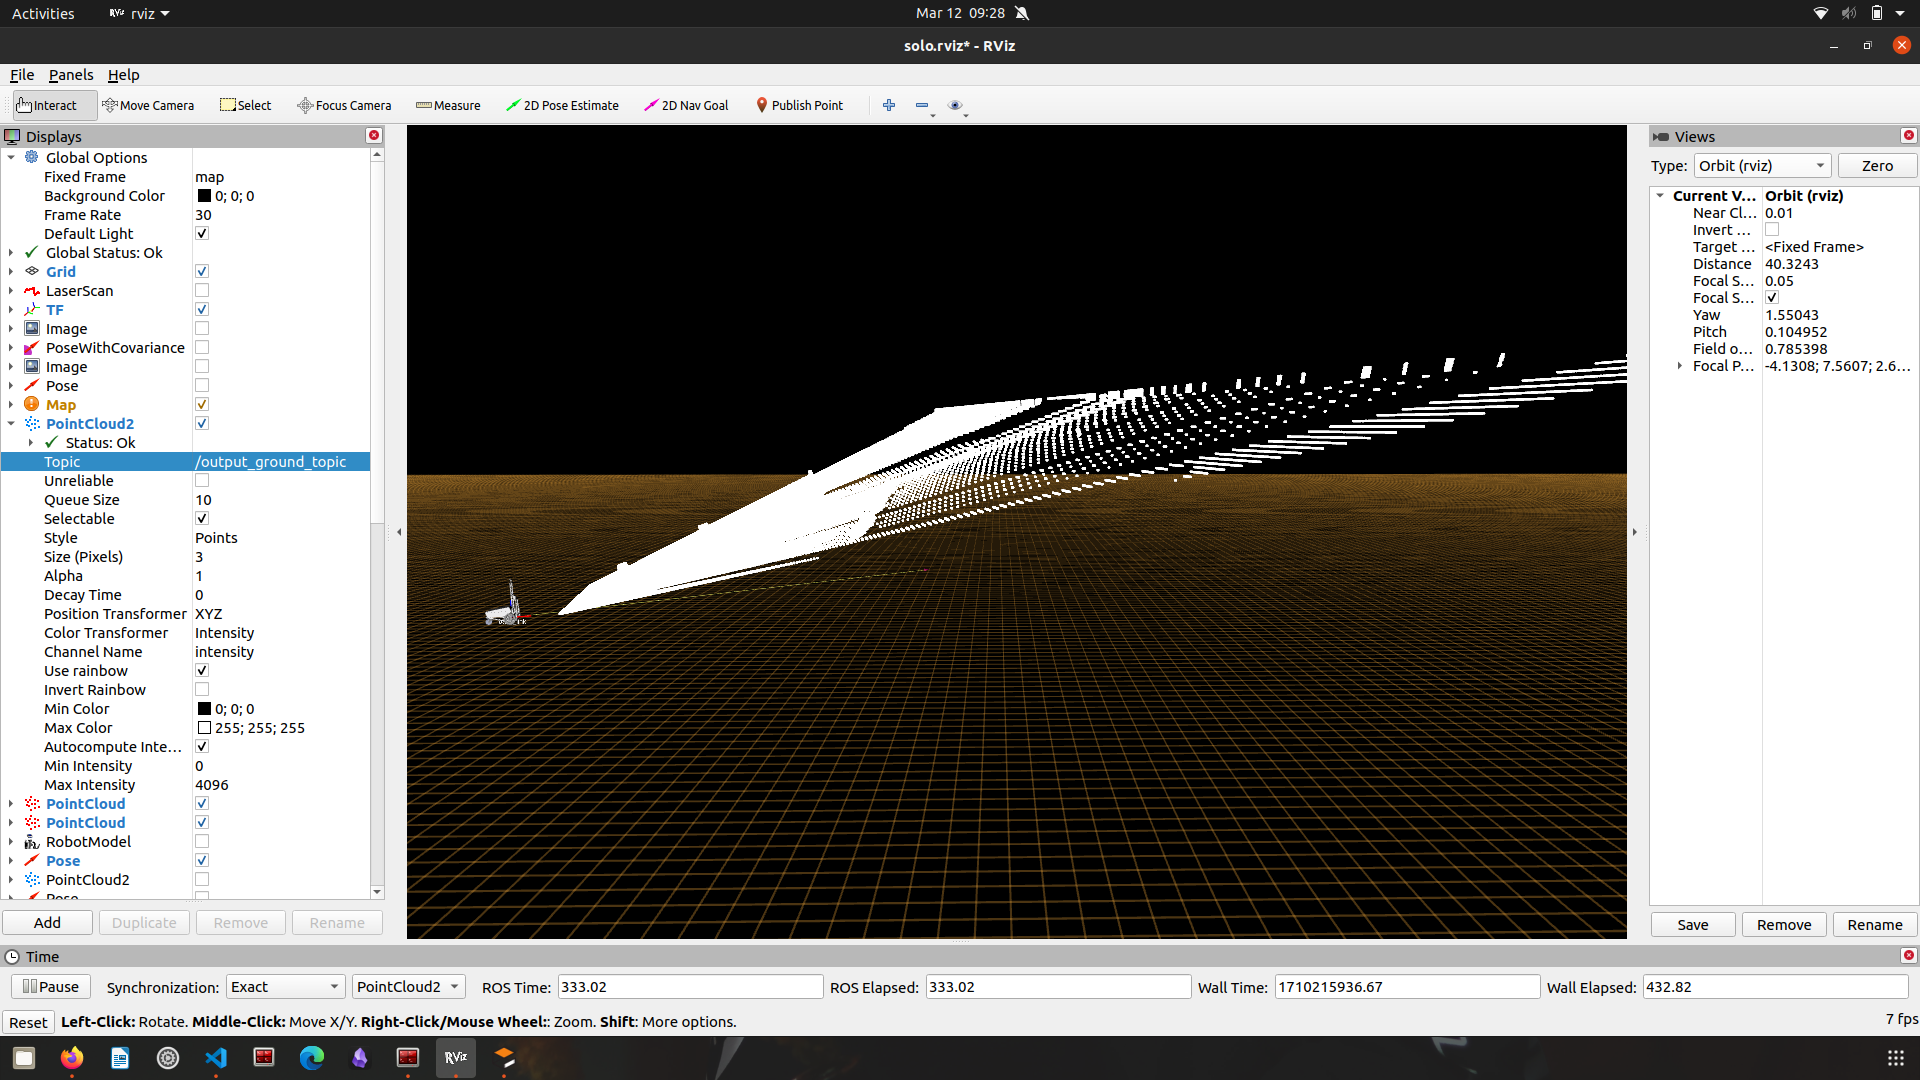 Activities
rviz
Mar 12 09:28
solo.rviz* - RViz
File Panels Help
Interact
Move Camera
Select
Focus Camera
Measure
2D Pose Estimate
2D Nav Goal
Publish Point
Displays
Global Options
Fixed Frame map
Background Color 0; 0; 0
Frame Rate 30
Default Light
Global Status: Ok
Grid
LaserScan
TF
Image
PoseWithCovariance
Image
Pose
Map
PointCloud2
Status: Ok
Topic /output_ground_topic
Unreliable
Queue Size 10
Selectable
Style Points
Size (Pixels) 3
Alpha 1
Decay Time 0
Position Transformer XYZ
Color Transformer Intensity
Channel Name intensity
Use rainbow
Invert Rainbow
Min Color 0; 0; 0
Max Color 255; 255; 255
Autocompute Inte...
Min Intensity 0
Max Intensity 4096
PointCloud
PointCloud
RobotModel
Pose
PointCloud2
Pose
Add Duplicate Remove Rename
Views
Type: Orbit (rviz) Zero
Current V... Orbit (rviz)
Near Cl... 0.01
Invert ...
Target ... <Fixed Frame>
Distance 40.3243
Focal S... 0.05
Focal S...
Yaw 1.55043
Pitch 0.104952
Field o... 0.785398
Focal P... -4.1308; 7.5607; 2.6...
Save Remove Rename
Time
Pause Synchronization: Exact PointCloud2 ROS Time: 333.02 ROS Elapsed: 333.02 Wall Time: 1710215936.67 Wall Elapsed: 432.82
Reset Left-Click: Rotate. Middle-Click: Move X/Y. Right-Click/Mouse Wheel:: Zoom. Shift: More options.
7 fps
RViz